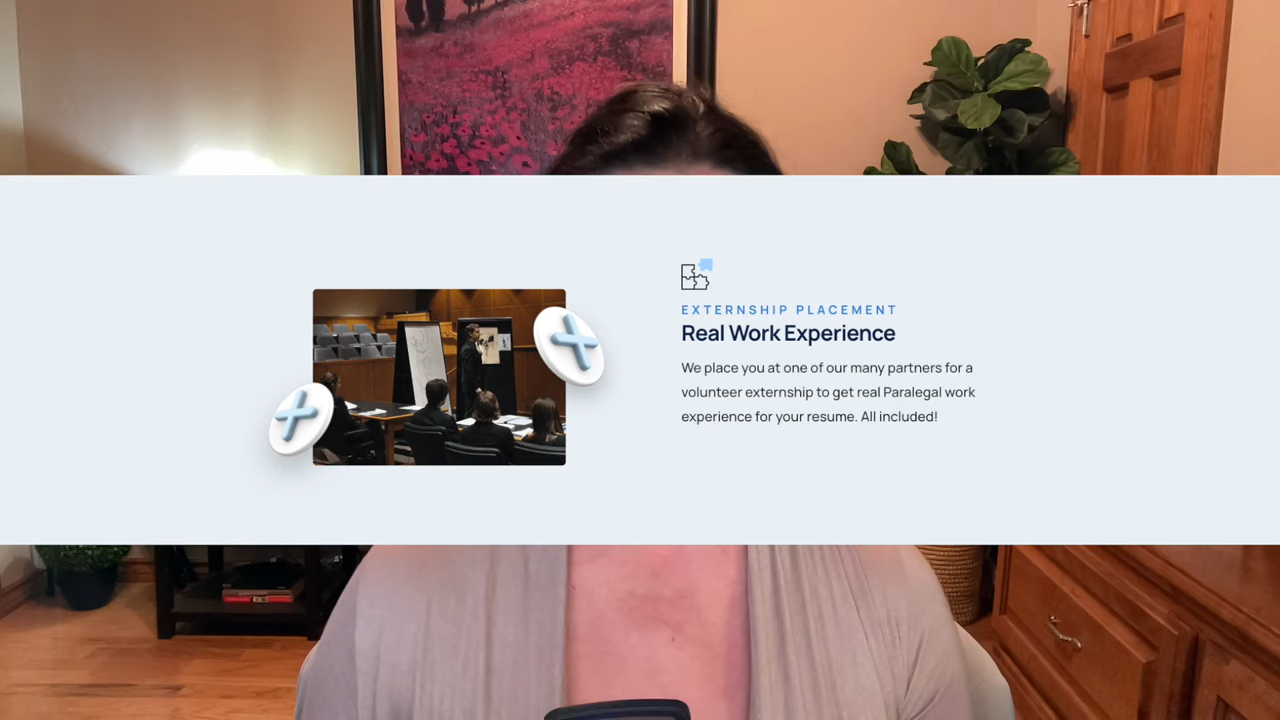 EXTERNSHIP PLACEMENT
Real Work Experience
We place you at one of our many partners for a
volunteer externship to get real Paralegal work
experience for your resume. All included!